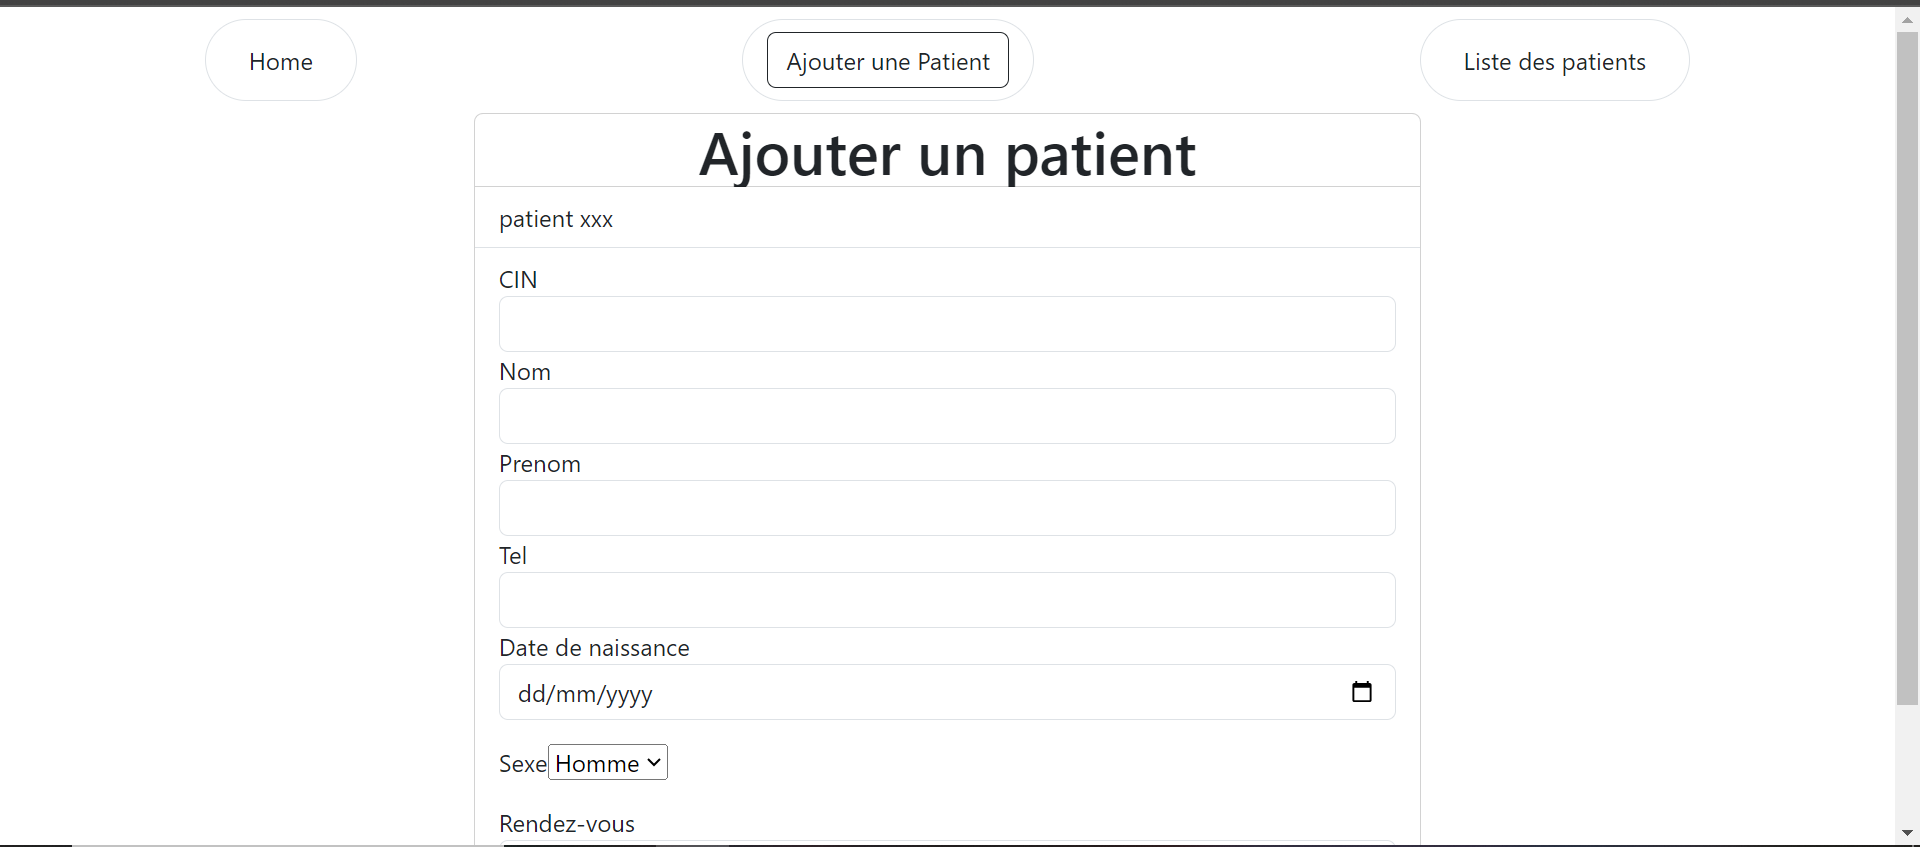 Home
Ajouter une Patient
Liste des patients
Ajouter un patient
patient xxx
CIN
Nom
Prenom
Tel
Date de naissance
dd/mm/yyyy
Sexe Homme
Rendez-vous